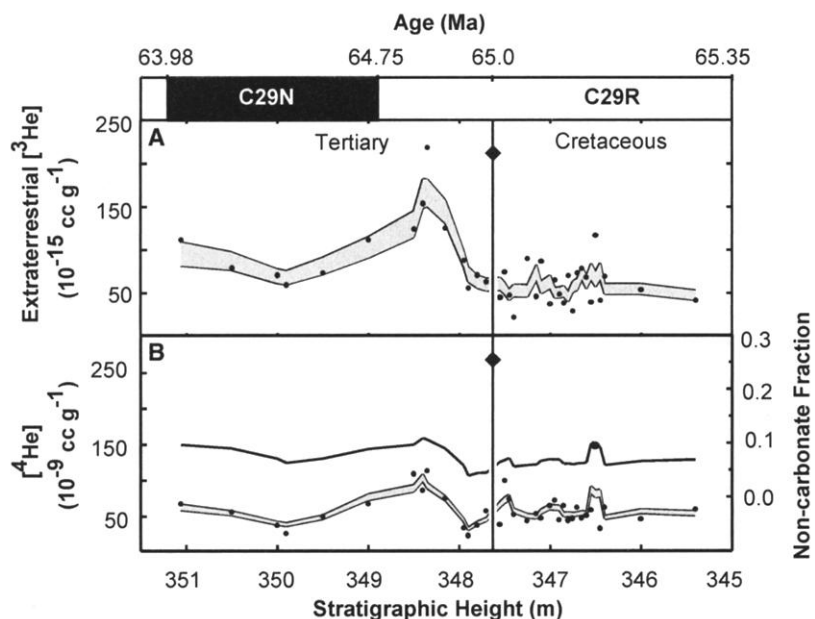 Age (Ma)
63.98 64.75 65.0 65.35
C29N C29R
A Tertiary Cretaceous
Extraterrestrial [³He]
(10⁻¹⁵ cc g⁻¹)
250
150
50
B
[⁴He]
(10⁻⁹ cc g⁻¹)
250
150
50
0.3
0.2
0.1
0.0
Non-carbonate Fraction
351 350 349 348 347 346 345
Stratigraphic Height (m)